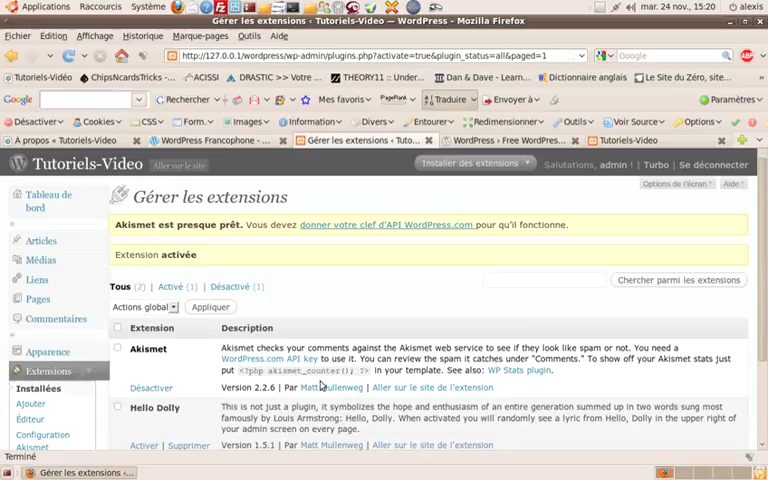 Applications Raccourcis Système mar. 24 nov., 15:20 alexis
Gérer les extensions ‹ Tutoriels-Video — WordPress - Mozilla Firefox
Fichier Édition Affichage Historique Marque-pages Outils Aide
http://127.0.0.1/wordpress/wp-admin/plugins.php?activate=true&plugin_status=all&paged=1 Google
Tutoriels-Vidéo ChipsNcardsTricks -... ACISSI DRASTIC >> Votre ... THEORY11 :: Under... Dan & Dave - Learn... Dictionnaire anglais Le Site du Zéro, site...
Google Rechercher Mes favoris PageRank Traduire Envoyer à Paramètres
Désactiver Cookies CSS Form. Images Information Divers Entourer Redimensionner Outils Voir Source Options
À propos « Tutoriels-Video WordPress Francophone - ... Gérer les extensions ‹ Tuto... WordPress › Free WordPres... Tutoriels-Video
Tutoriels-Video Aller sur le site Installer des extensions Salutations, admin ! | Turbo | Se déconnecter
Options de l'écran Aide
Gérer les extensions
Tableau de
bord
Akismet est presque prêt. Vous devez donner votre clef d'API WordPress.com pour qu'il fonctionne.
Articles
Extension activée
Médias
Liens
Tous (2) | Activé (1) | Désactivé (1) Chercher parmi les extensions
Pages
Actions global Appliquer
Commentaires
Extension Description
Apparence
Akismet Akismet checks your comments against the Akismet web service to see if they look like spam or not. You need a
WordPress.com API key to use it. You can review the spam it catches under "Comments." To show off your Akismet stats just
put <?php akismet_counter(); ?> in your template. See also: WP Stats plugin.
Extensions
Installées
Désactiver Version 2.2.6 | Par Matt Mullenweg | Aller sur le site de l'extension
Ajouter
Éditeur
Configuration
Akismet
Hello Dolly This is not just a plugin, it symbolizes the hope and enthusiasm of an entire generation summed up in two words sung most
famously by Louis Armstrong: Hello, Dolly. When activated you will randomly see a lyric from Hello, Dolly in the upper right of
your admin screen on every page.
Activer | Supprimer Version 1.5.1 | Par Matt Mullenweg | Aller sur le site de l'extension
Terminé
Gérer les extensions ‹...